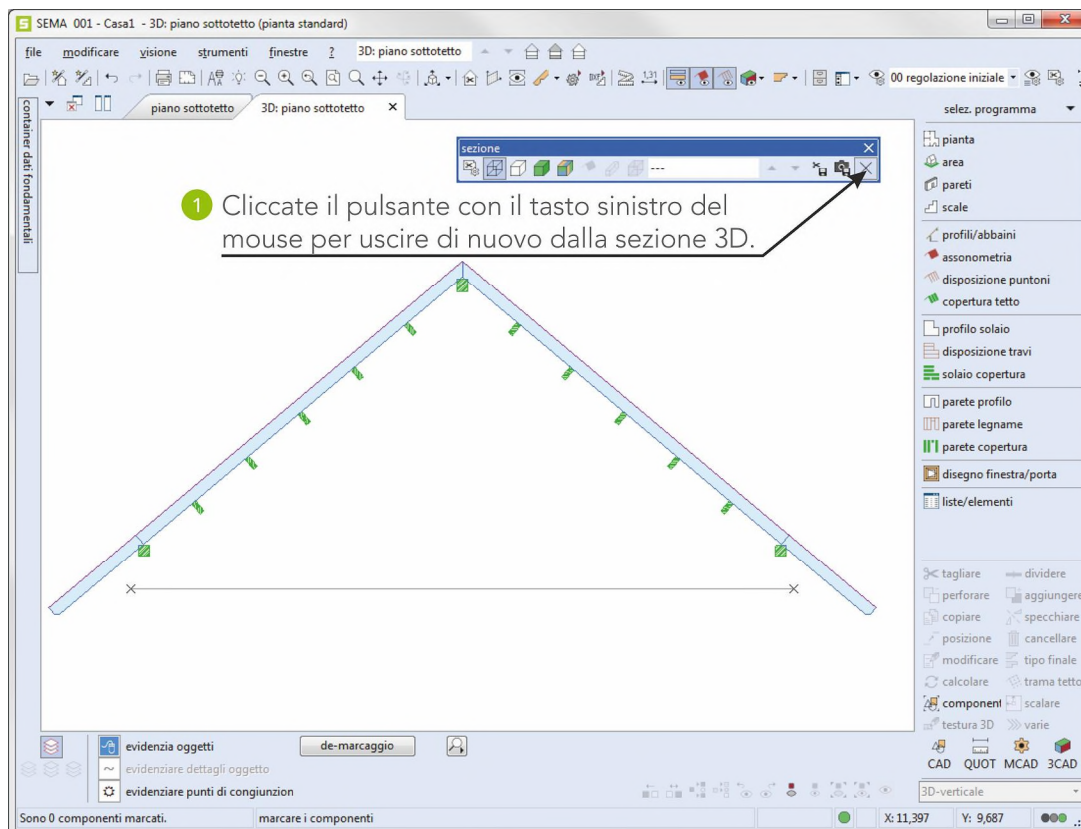 SEMA 001 - Casa1 - 3D: piano sottotetto (pianta standard)
file modificare visione strumenti finestre ? 3D: piano sottotetto
1,31 00 regolazione iniziale
piano sottotetto 3D: piano sottotetto
container dati fondamentali
selez. programma
sezione
---
1 Cliccate il pulsante con il tasto sinistro del
mouse per uscire di nuovo dalla sezione 3D.
pianta
area
pareti
scale
profili/abbaini
assonometria
disposizione puntoni
copertura tetto
profilo solaio
disposizione travi
solaio copertura
parete profilo
parete legname
parete copertura
disegno finestra/porta
liste/elementi
tagliare dividere
perforare aggiungere
copiare specchiare
posizione cancellare
modificare tipo finale
calcolare trama tetto
component scalare
testura 3D varie
CAD QUOT MCAD 3CAD
3D-verticale
evidenzia oggetti de-marcaggio
evidenziare dettagli oggetto
evidenziare punti di congiunzion
Sono 0 componenti marcati. marcare i componenti X: 11,397 Y: 9,687